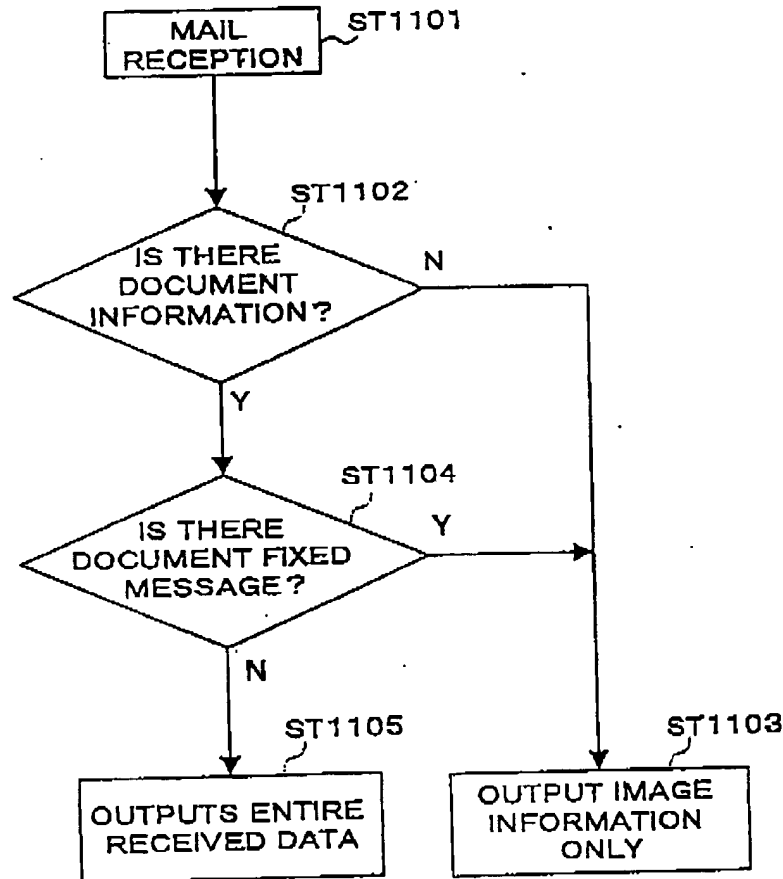 MAIL
RECEPTION
ST1101
ST1102
IS THERE
DOCUMENT
INFORMATION?
N
Y
ST1104
IS THERE
DOCUMENT FIXED
MESSAGE?
Y
N
ST1105
OUTPUTS ENTIRE
RECEIVED DATA
ST1103
OUTPUT IMAGE
INFORMATION
ONLY